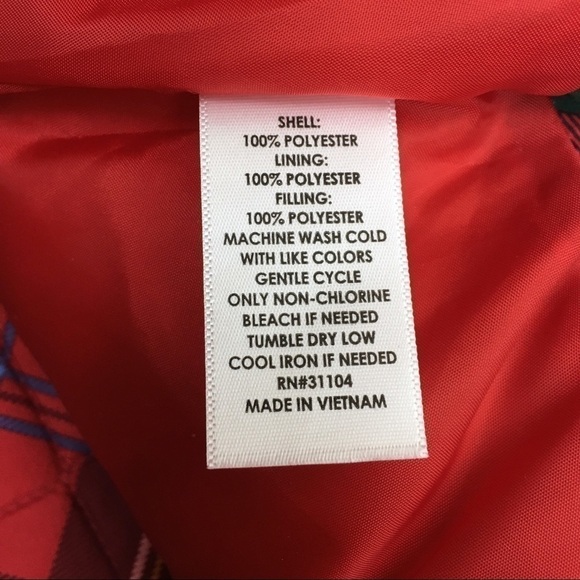 SHELL:
100% POLYESTER
LINING:
100% POLYESTER
FILLING:
100% POLYESTER
MACHINE WASH COLD
WITH LIKE COLORS
GENTLE CYCLE
ONLY NON-CHLORINE
BLEACH IF NEEDED
TUMBLE DRY LOW
COOL IRON IF NEEDED
RN#31104
MADE IN VIETNAM